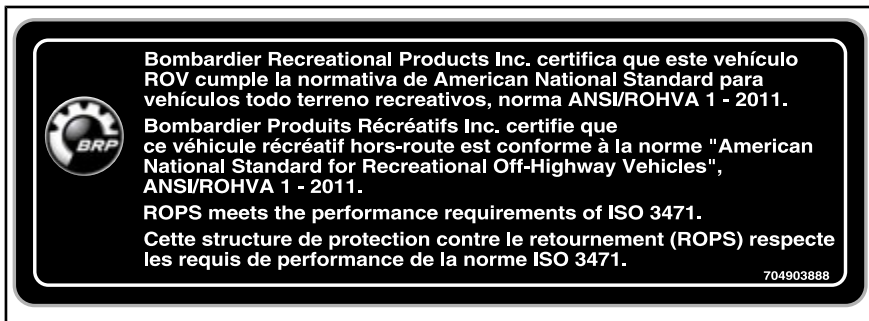 Bombardier Recreational Products Inc. certifica que este vehículo
ROV cumple la normativa de American National Standard para
vehículos todo terreno recreativos, norma ANSI/ROHVA 1 - 2011.
Bombardier Produits Récréatifs Inc. certifie que
ce véhicule récréatif hors-route est conforme à la norme "American
National Standard for Recreational Off-Highway Vehicles",
ANSI/ROHVA 1 - 2011.
BRP
ROPS meets the performance requirements of ISO 3471.
Cette structure de protection contre le retournement (ROPS) respecte
les requis de performance de la norme ISO 3471.
704903888